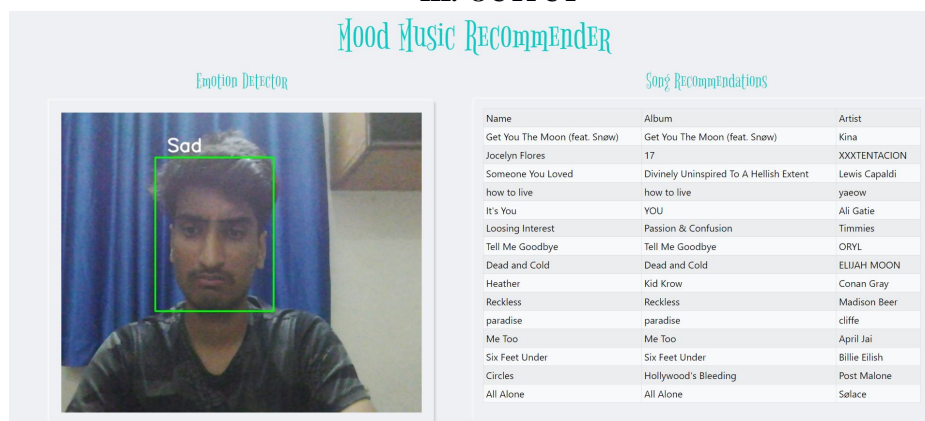 Mood Music Recommender
Emotion Detector
Song Recommendations
Sad
Name Album Artist
Get You The Moon (feat. Snøw) Get You The Moon (feat. Snøw) Kina
Jocelyn Flores 17 XXXTENTACION
Someone You Loved Divinely Uninspired To A Hellish Extent Lewis Capaldi
how to live how to live yaeow
It's You YOU Ali Gatie
Loosing Interest Passion & Confusion Timmies
Tell Me Goodbye Tell Me Goodbye ORYL
Dead and Cold Dead and Cold ELIJAH MOON
Heather Kid Krow Conan Gray
Reckless Reckless Madison Beer
paradise paradise cliffe
Me Too Me Too April Jai
Six Feet Under Six Feet Under Billie Eilish
Circles Hollywood's Bleeding Post Malone
All Alone All Alone Sølace